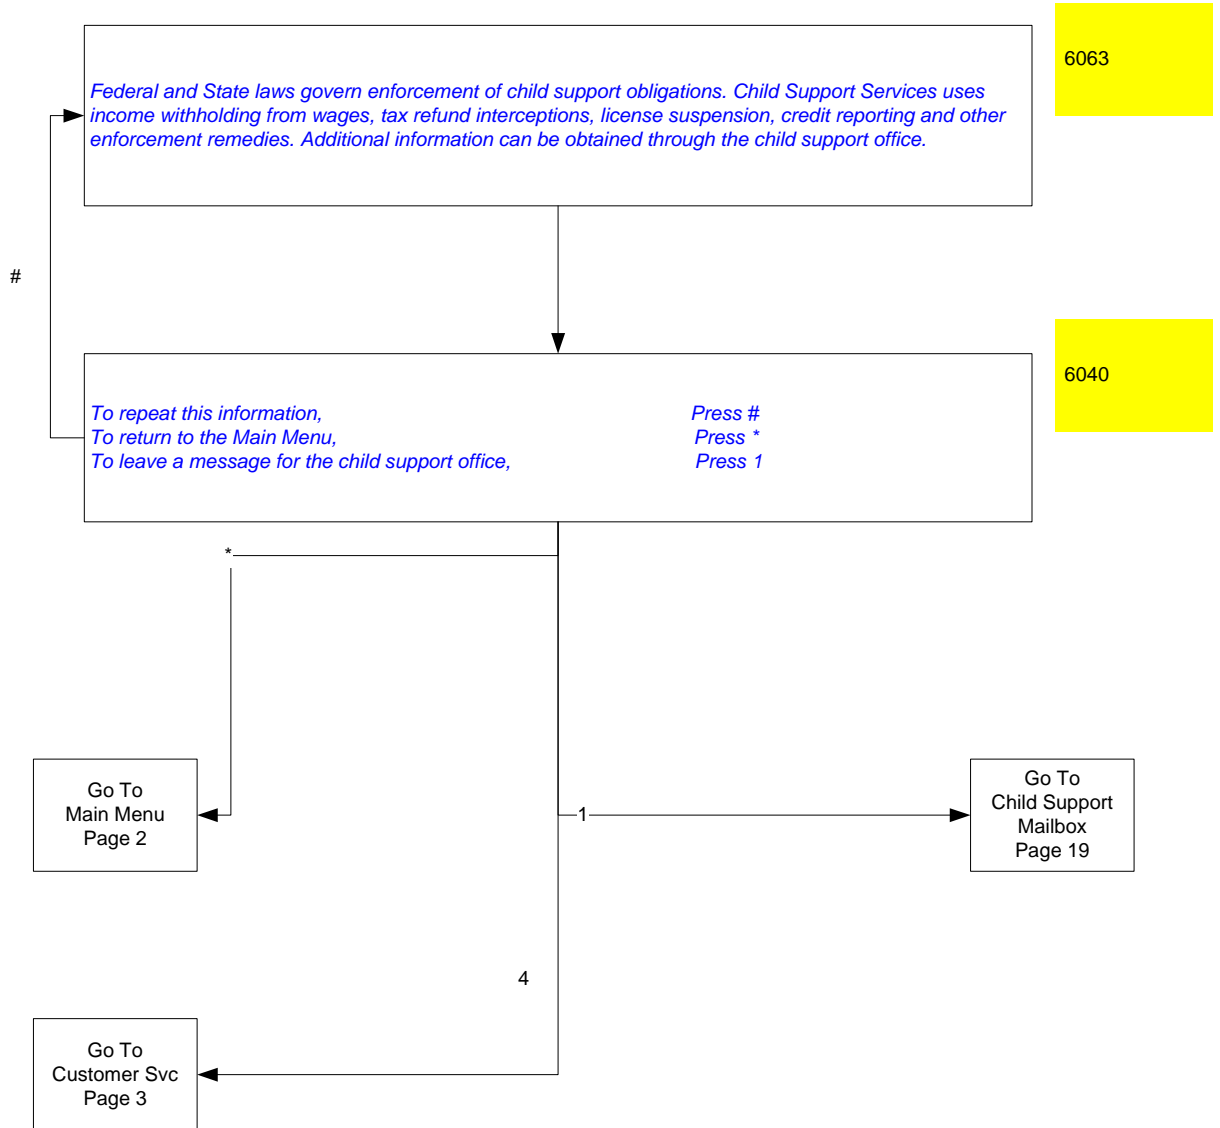 6063
Federal and State laws govern enforcement of child support obligations. Child Support Services uses
income withholding from wages, tax refund interceptions, license suspension, credit reporting and other
enforcement remedies. Additional information can be obtained through the child support office.
#
6040
To repeat this information, Press #
To return to the Main Menu, Press *
To leave a message for the child support office, Press 1
*
Go To
Main Menu
Page 2
1
Go To
Child Support
Mailbox
Page 19
4
Go To
Customer Svc
Page 3